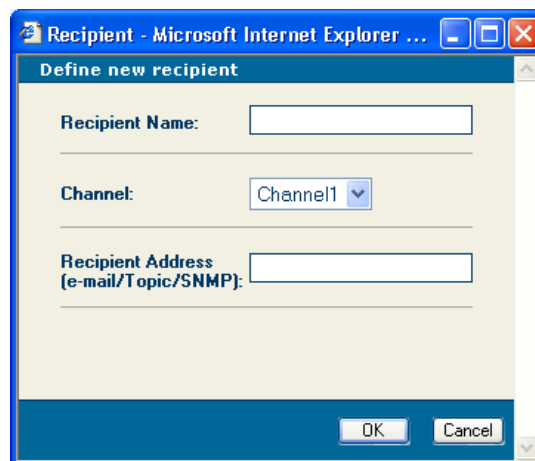 Recipient - Microsoft Internet Explorer ...
Define new recipient
Recipient Name:
Channel:
Channel1
Recipient Address
(e-mail/Topic/SNMP):
OK
Cancel